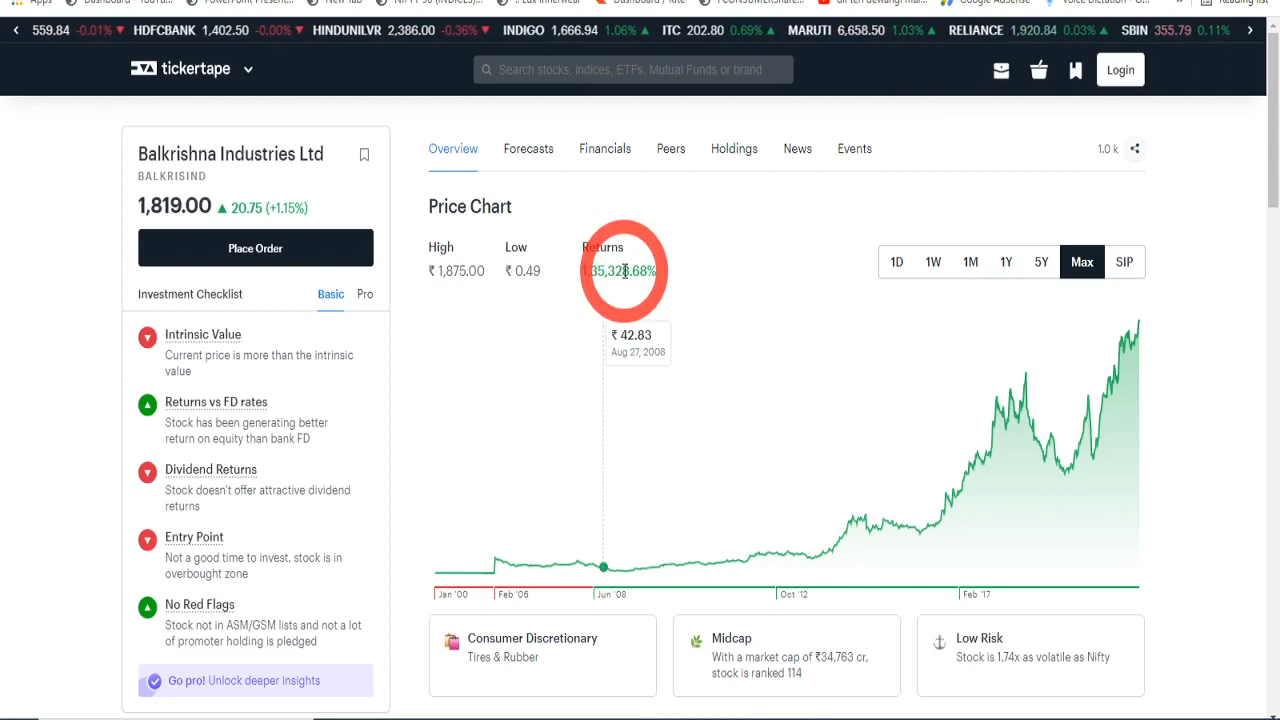 Apps
New Tab
Dashboard / Kite
Google AdSense
Reading list
559.84 -0.01% HDFCBANK 1,402.50 -0.00% HINDUNILVR 2,386.00 -0.36% INDIGO 1,666.94 1.06% ITC 202.80 0.69% MARUTI 6,658.50 1.03% RELIANCE 1,920.84 0.03% SBIN 355.79 0.11%
tickertape
Search stocks, indices, ETFs, Mutual Funds or brand
Login
Balkrishna Industries Ltd
BALKRISIND
1,819.00 20.75 (+1.15%)
Place Order
Investment Checklist Basic Pro
Intrinsic Value
Current price is more than the intrinsic
value
Returns vs FD rates
Stock has been generating better
return on equity than bank FD
Dividend Returns
Stock doesn't offer attractive dividend
returns
Entry Point
Not a good time to invest, stock is in
overbought zone
No Red Flags
Stock not in ASM/GSM lists and not a lot
of promoter holding is pledged
Go pro! Unlock deeper insights
Overview Forecasts Financials Peers Holdings News Events
1.0 k
Price Chart
High Low Returns
₹ 1,875.00 ₹ 0.49
1D 1W 1M 1Y 5Y Max SIP
₹ 42.83
Aug 27, 2008
Jan '00 Feb '06 Jun '08 Oct '12 Feb '17
Consumer Discretionary
Tires & Rubber
Midcap
With a market cap of ₹34,763 cr,
stock is ranked 114
Low Risk
Stock is 1.74x as volatile as Nifty